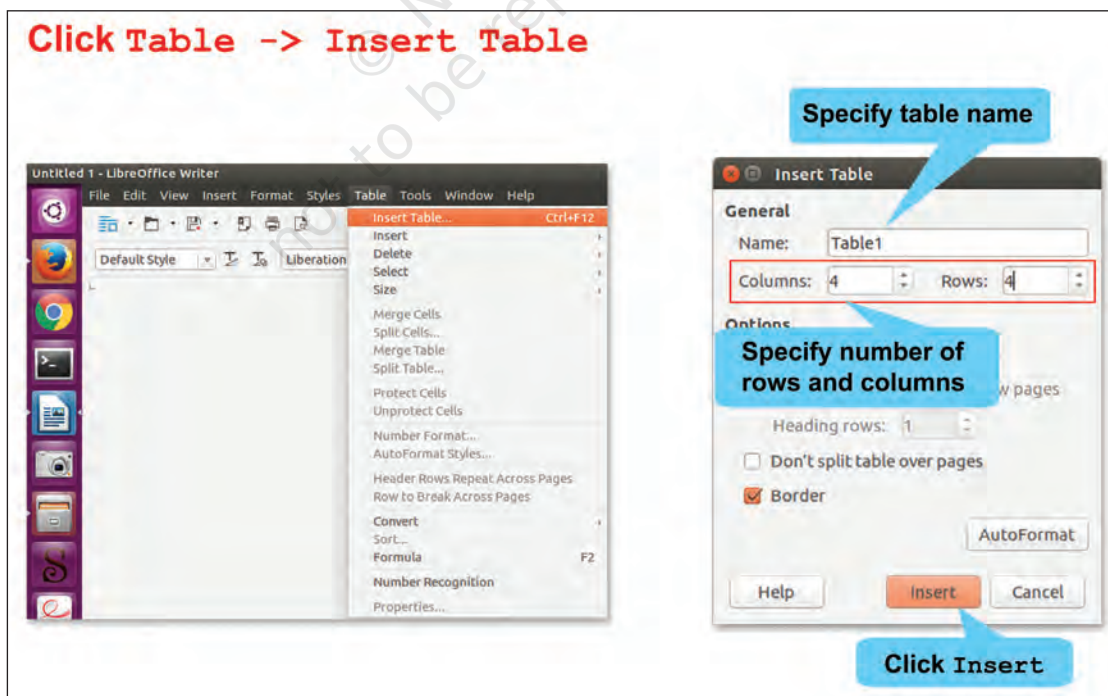 Click Table -> Insert Table
© N
not to be re
Specify table name
Untitled 1 - LibreOffice Writer
File Edit View Insert Format Styles Table Tools Window Help
Default Style
Liberation
Insert Table... Ctrl+F12
Insert
Delete
Select
Size
Merge Cells
Split Cells...
Merge Table
Split Table...
Protect Cells
Unprotect Cells
Number Format...
AutoFormat Styles...
Header Rows Repeat Across Pages
Row to Break Across Pages
Convert
Sort...
Formula F2
Number Recognition
Properties...
Insert Table
General
Name: Table1
Columns: 4 Rows: 4
Options
Specify number of
rows and columns
w pages
Heading rows: 1
Don't split table over pages
Border
AutoFormat
Help Insert Cancel
Click Insert